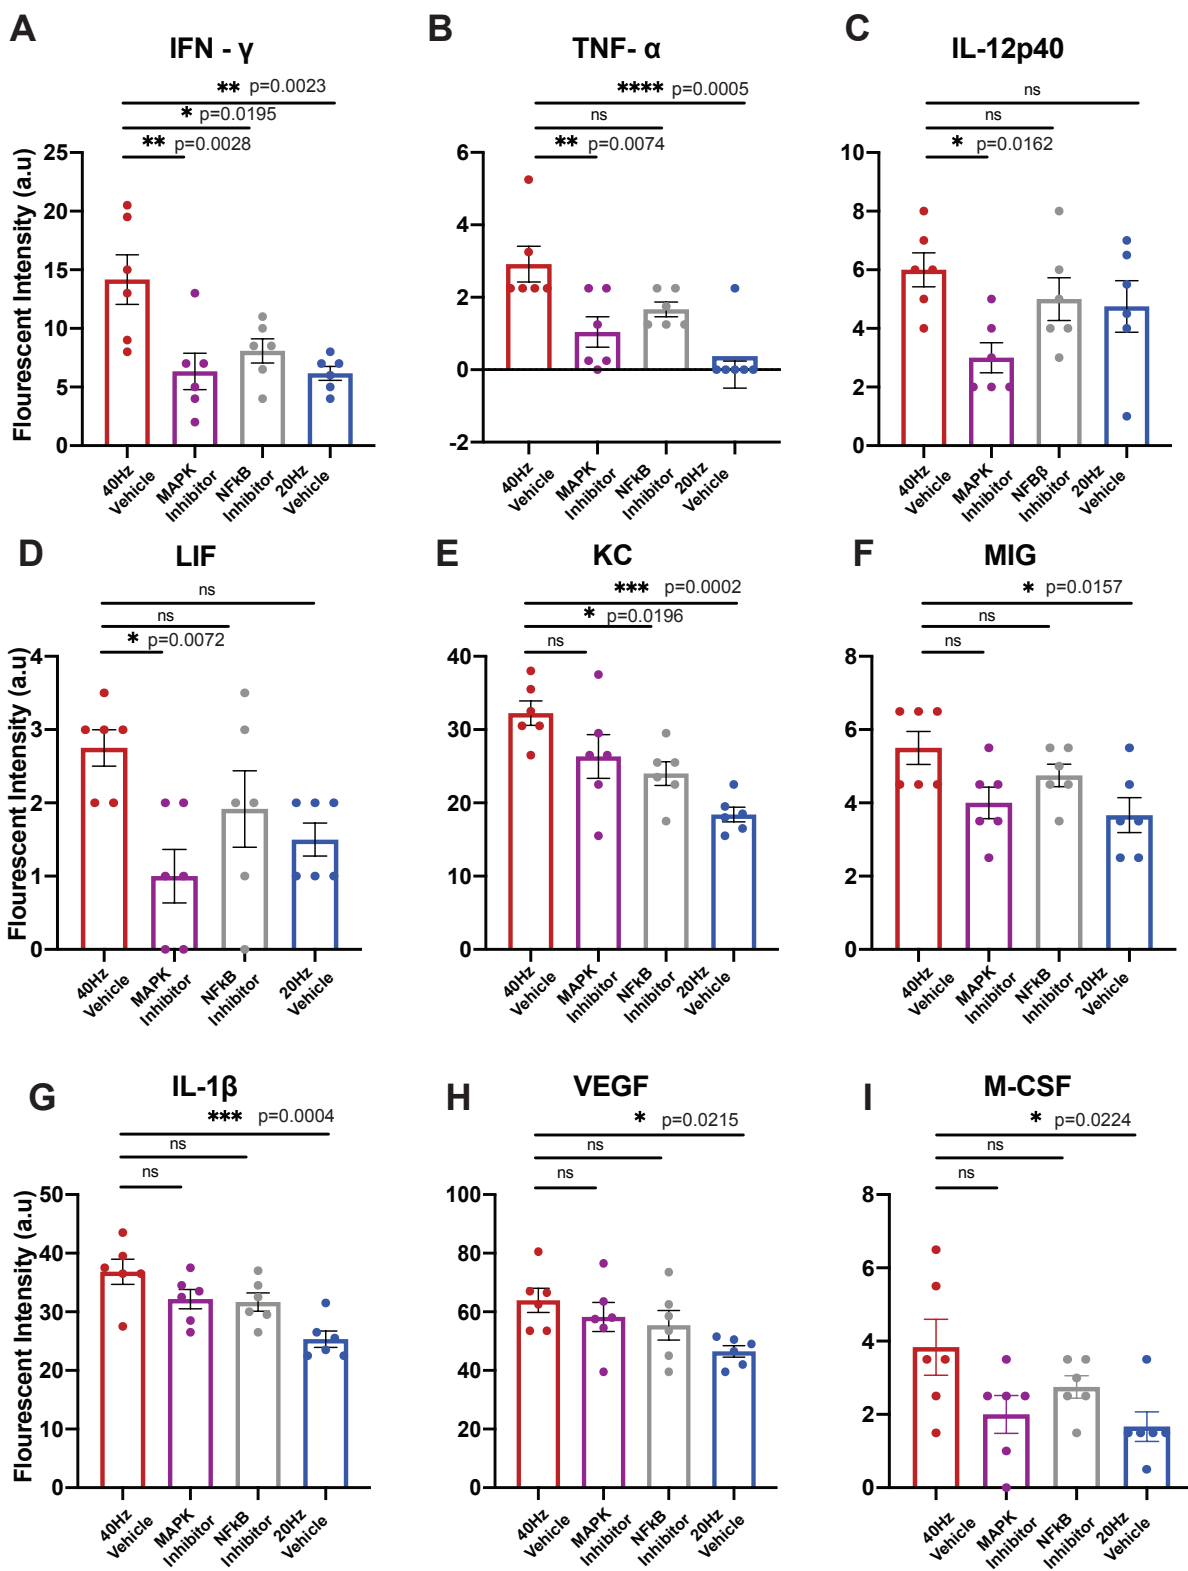 A
IFN - γ
** p=0.0023
* p=0.0195
** p=0.0028
Flourescent Intensity (a.u)
25
20
15
10
5
0
40Hz Vehicle
MAPK Inhibitor
NFkB Inhibitor
20Hz Vehicle
B
TNF- α
**** p=0.0005
ns
** p=0.0074
6
4
2
0
-2
40Hz Vehicle
MAPK Inhibitor
NFkB Inhibitor
20Hz Vehicle
C
IL-12p40
ns
ns
* p=0.0162
10
8
6
4
2
0
40Hz Vehicle
MAPK Inhibitor
NFBβ Inhibitor
20Hz Vehicle
D
LIF
ns
ns
* p=0.0072
Flourescent Intensity (a.u)
4
3
2
1
0
40Hz Vehicle
MAPK Inhibitor
NFkB Inhibitor
20Hz Vehicle
E
KC
*** p=0.0002
* p=0.0196
ns
40
30
20
10
0
40Hz Vehicle
MAPK Inhibitor
NFkB Inhibitor
20Hz Vehicle
F
MIG
* p=0.0157
ns
ns
8
6
4
2
0
40Hz Vehicle
MAPK Inhibitor
NFkB Inhibitor
20Hz Vehicle
G
IL-1β
*** p=0.0004
ns
ns
Flourescent Intensity (a.u)
50
40
30
20
10
0
40Hz Vehicle
MAPK Inhibitor
NFkB Inhibitor
20Hz Vehicle
H
VEGF
* p=0.0215
ns
ns
100
80
60
40
20
0
40Hz Vehicle
MAPK Inhibitor
NFkB Inhibitor
20Hz Vehicle
I
M-CSF
* p=0.0224
ns
ns
8
6
4
2
0
40Hz Vehicle
MAPK Inhibitor
NFkB Inhibitor
20Hz Vehicle